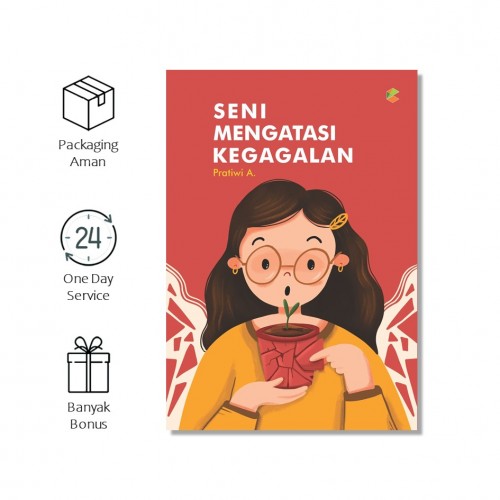 Packaging
Aman
24
One Day
Service
Banyak
Bonus
SENI
MENGATASI
KEGAGALAN
Pratiwi A.